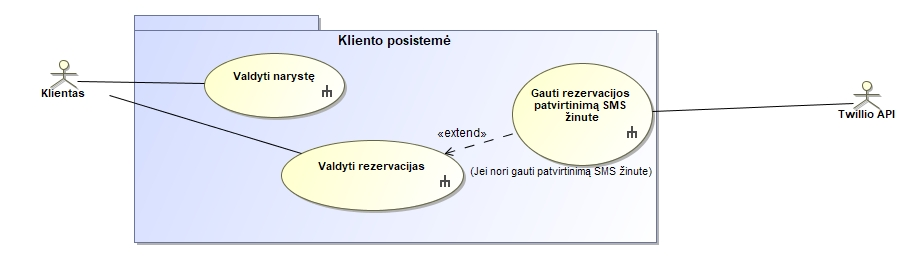 Kliento posistemė
Klientas
Valdyti narystę
Gauti rezervacijos
patvirtinimą SMS
žinute
Twillio API
«extend»
(Jei nori gauti patvirtinimą SMS žinute)
Valdyti rezervacijas